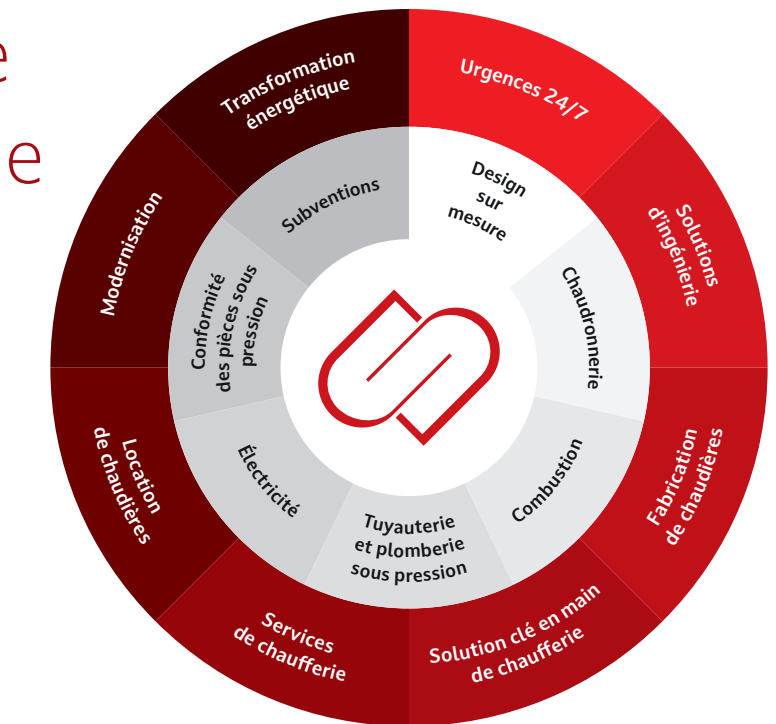 e
e
Urgences 24/7
Solutions
d'ingénierie
Fabrication
de chaudières
Solution clé en main
de chaufferie
Services
de chaufferie
Location
de chaudières
Modernisation
Transformation
énergétique
Design
sur
mesure
Chaudronnerie
Combustion
Tuyauterie
et plomberie
sous pression
Électricité
Conformité
des pièces sous
pression
Subventions